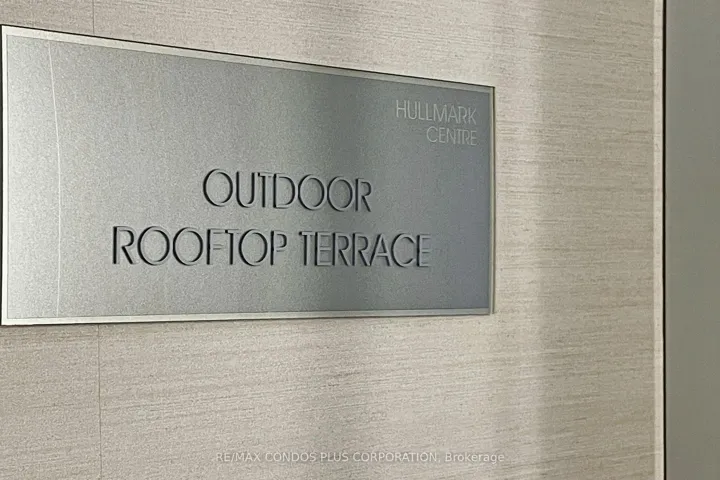 HULLMARK
CENTRE
OUTDOOR
ROOFTOP TERRACE
RE/MAX CONDOS PLUS CORPORATION, Brokerage